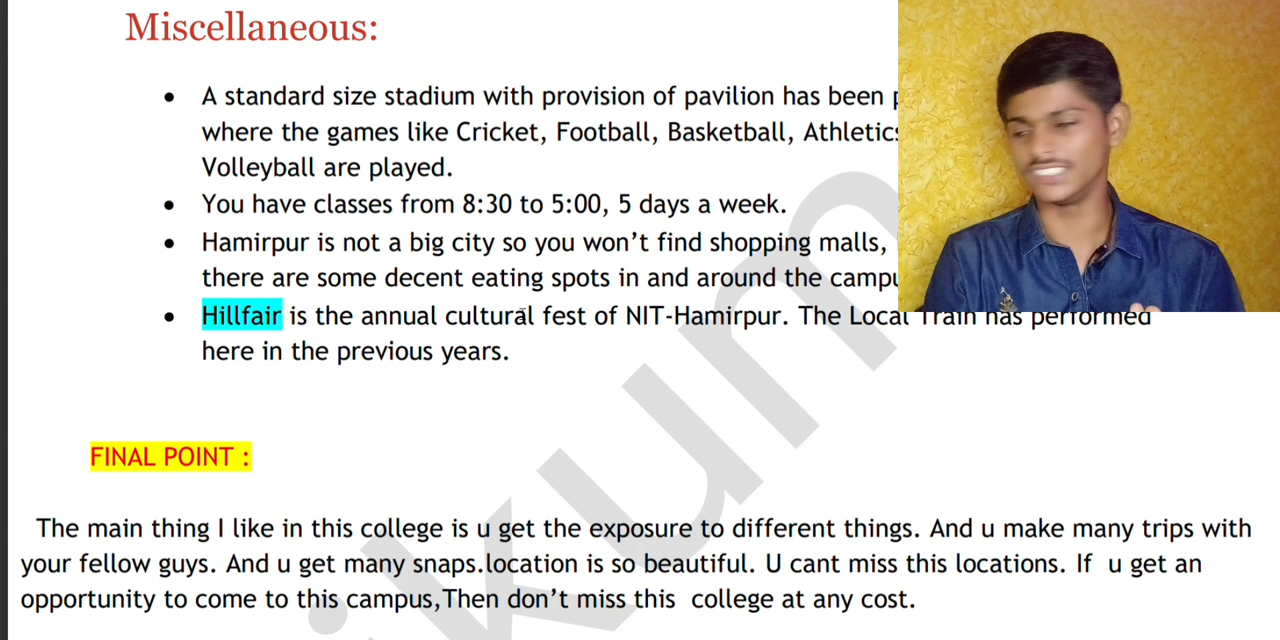 Miscellaneous:
• A standard size stadium with provision of pavilion has been
where the games like Cricket, Football, Basketball, Athletics
Volleyball are played.
• You have classes from 8:30 to 5:00, 5 days a week.
• Hamirpur is not a big city so you won’t find shopping malls,
there are some decent eating spots in and around the campu
• Hillfair is the annual cultural fest of NIT-Hamirpur. The Local Train has performed
here in the previous years.
FINAL POINT :
The main thing I like in this college is u get the exposure to different things. And u make many trips with
your fellow guys. And u get many snaps.location is so beautiful. U cant miss this locations. If  u get an
opportunity to come to this campus,Then don’t miss this  college at any cost.
ikum